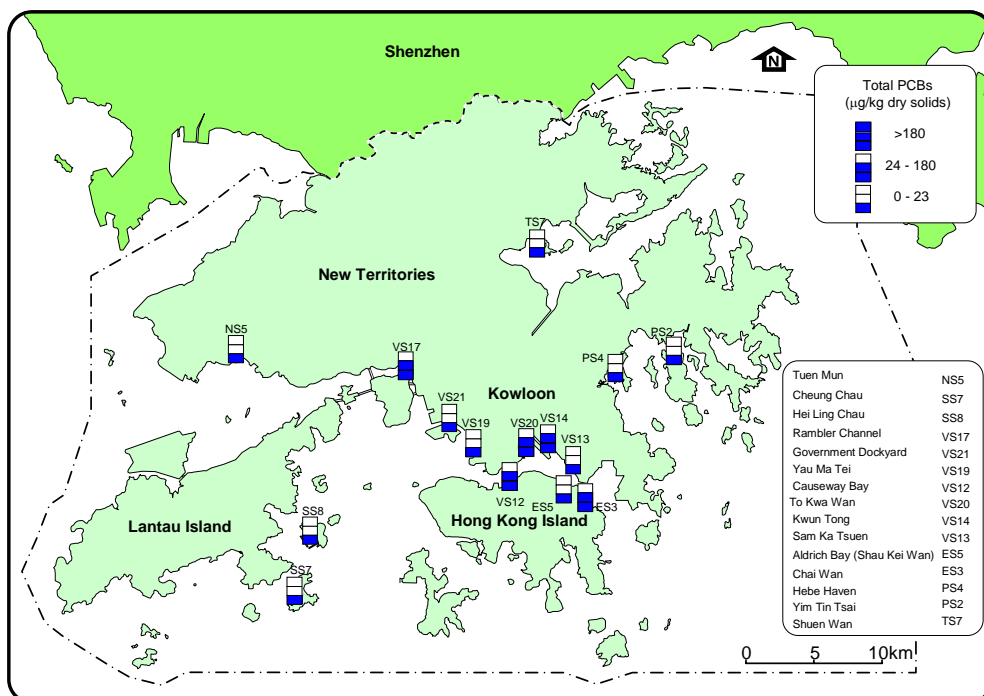 Shenzhen
N
Total PCBs
(µg/kg dry solids)
>180
24 - 180
0 - 23
TS7
New Territories
NS5
PS2
VS17
PS4
Kowloon
VS21
VS19
VS20
VS14
VS13
VS12
ES5
ES3
Hong Kong Island
Lantau Island
SS8
SS7
Tuen Mun NS5
Cheung Chau SS7
Hei Ling Chau SS8
Rambler Channel VS17
Government Dockyard VS21
Yau Ma Tei VS19
Causeway Bay VS12
To Kwa Wan VS20
Kwun Tong VS14
Sam Ka Tsuen VS13
Aldrich Bay (Shau Kei Wan) ES5
Chai Wan ES3
Hebe Haven PS4
Yim Tin Tsai PS2
Shuen Wan TS7
0 5 10km